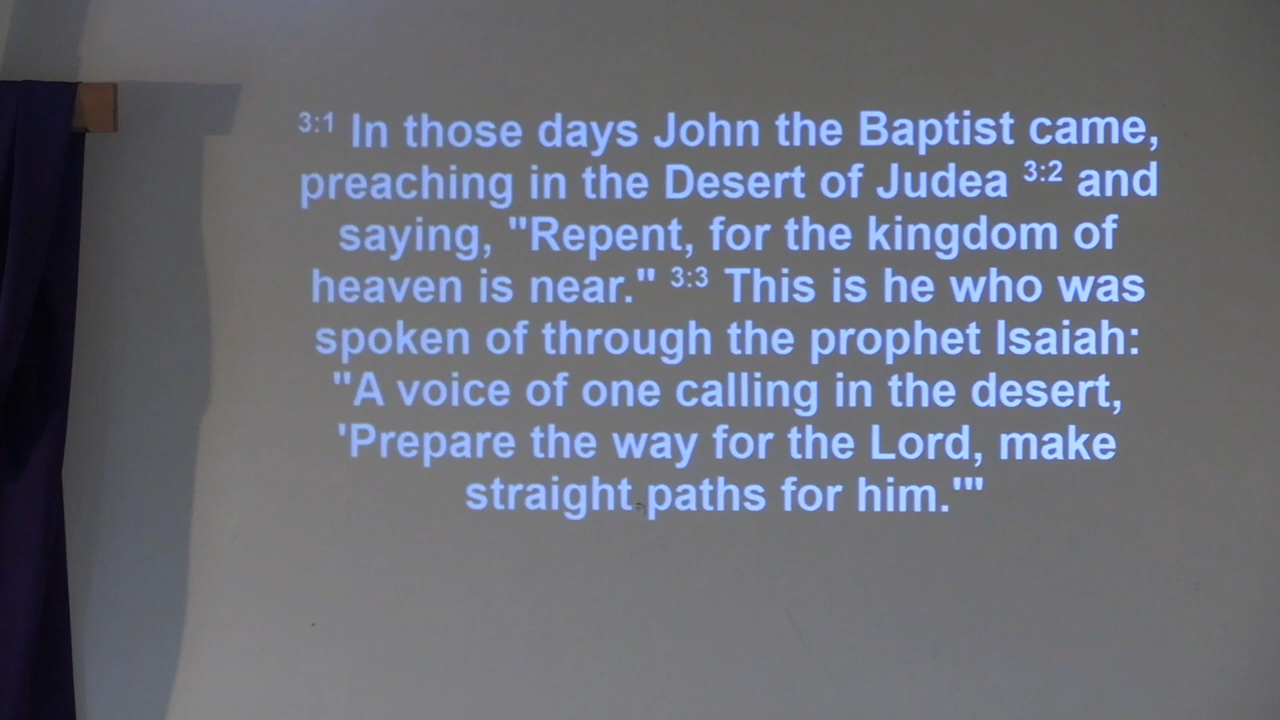 3:1 In those days John the Baptist came,
preaching in the Desert of Judea 3:2 and
saying, "Repent, for the kingdom of
heaven is near." 3:3 This is he who was
spoken of through the prophet Isaiah:
"A voice of one calling in the desert,
'Prepare the way for the Lord, make
straight paths for him.'"